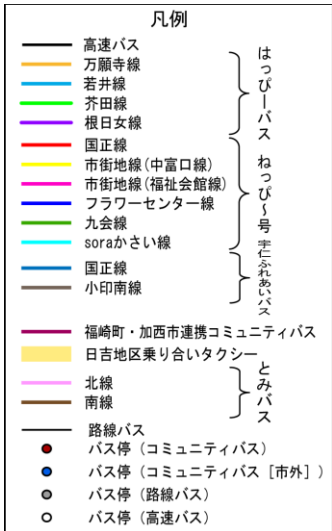 凡例
高速バス
万願寺線
若井線
芥田線
根日女線
はっぴーバス
国正線
市街地線(中富口線)
市街地線(福祉会館線)
フラワーセンター線
九会線
soraかさい線
ねっぴ～号
国正線
小印南線
宇仁ふれあいバス
福崎町・加西市連携コミュニティバス
日吉地区乗り合いタクシー
北線
南線
とみバス
路線バス
バス停（コミュニティバス）
バス停（コミュニティバス［市外］）
バス停（路線バス）
バス停（高速バス）